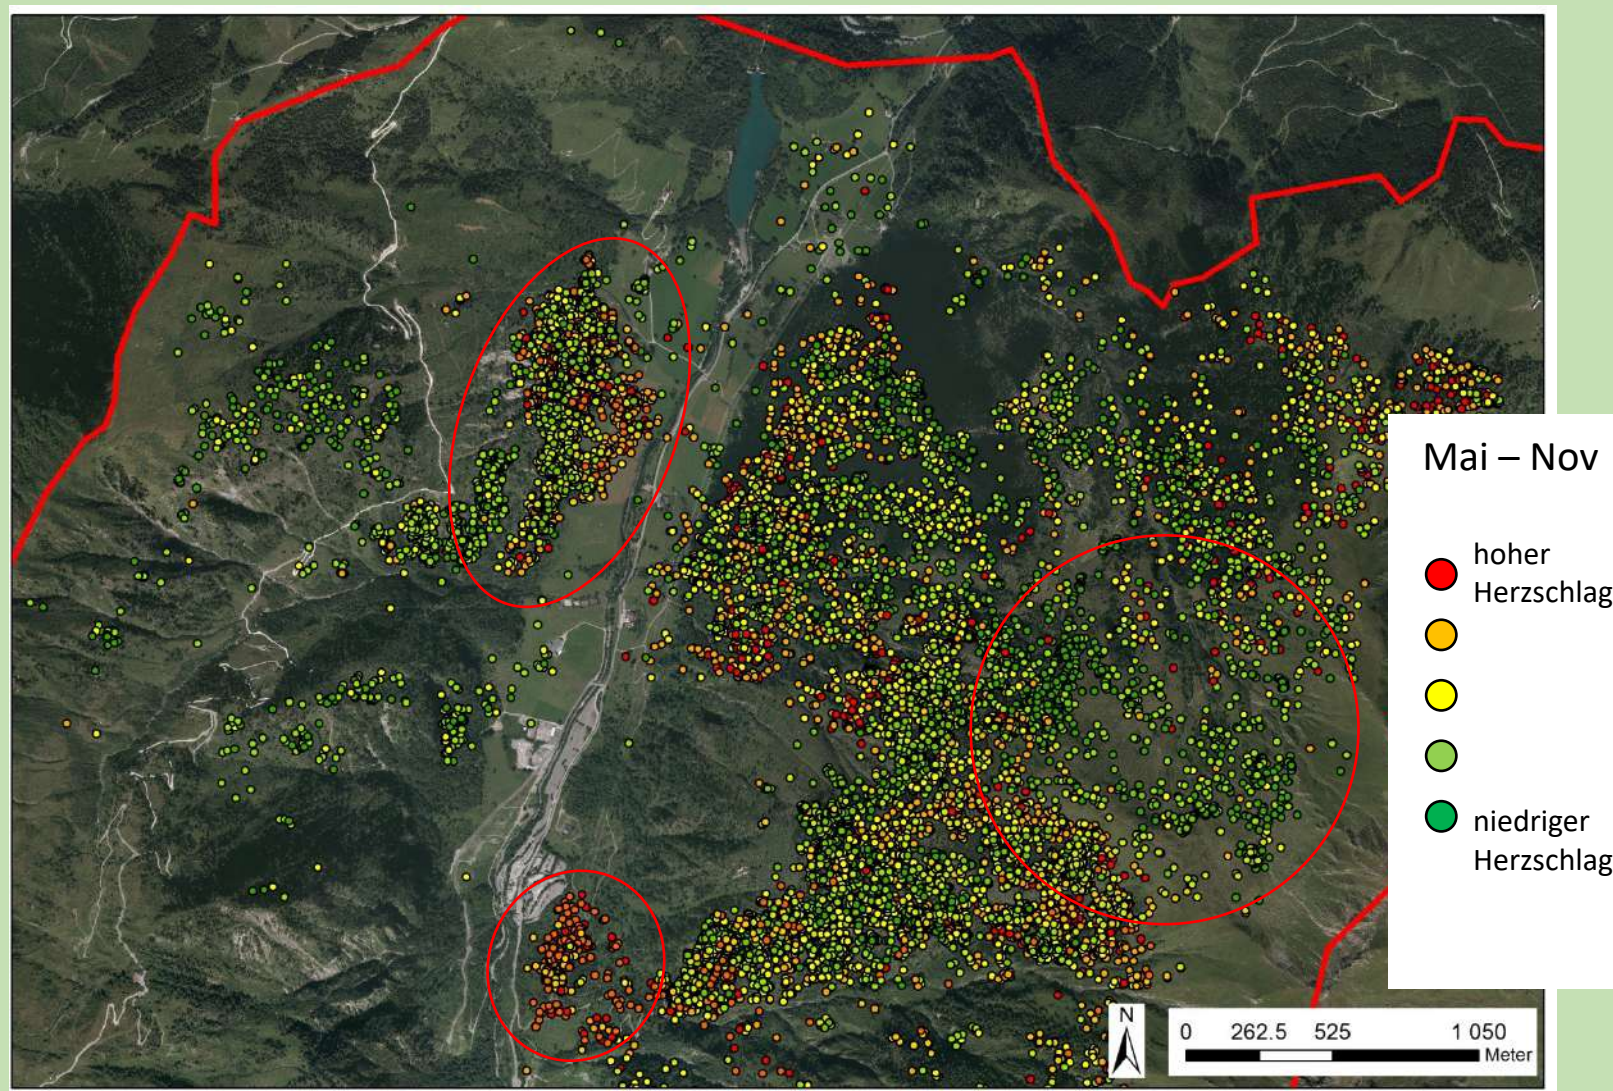 Mai – Nov
hoher
Herzschlag
niedriger
Herzschlag
N
0 262.5 525 1 050
Meter